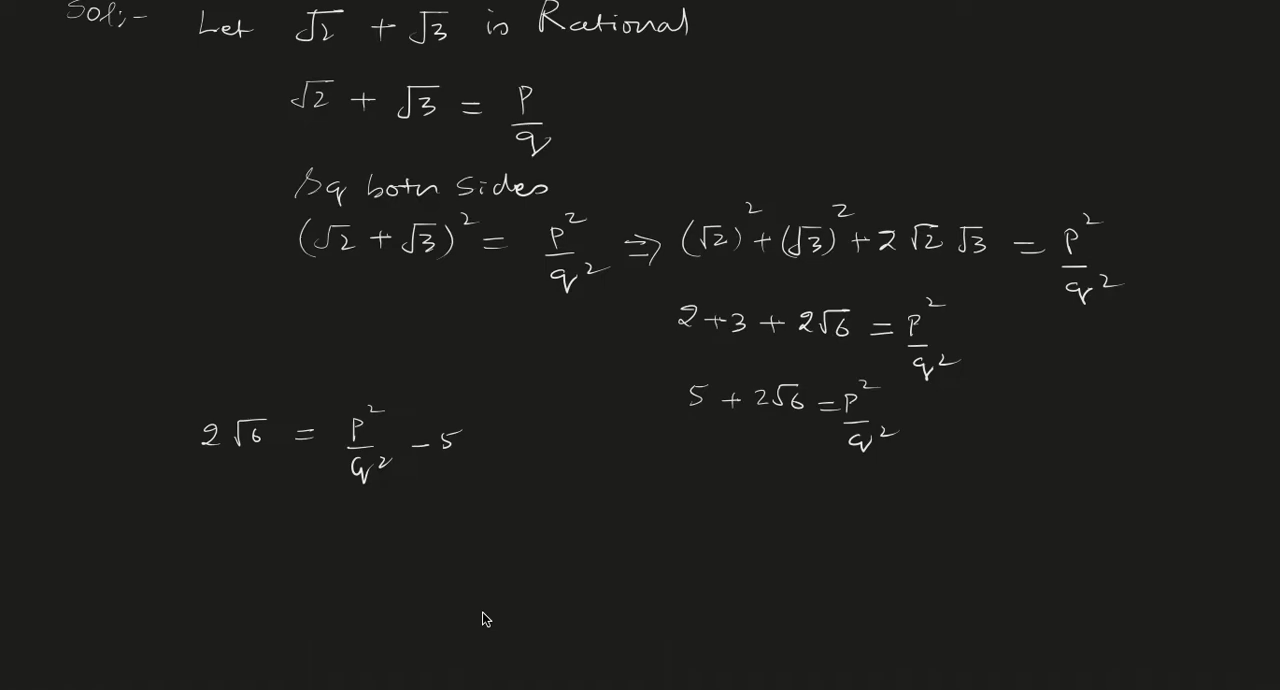 Sol:- Let √2 + √3 is Rational
√2 + √3 = P/q
Sq both sides
(√2 + √3)² = P²/q² ⇒ (√2)² + (√3)² + 2 √2 √3 = P²/q²
2 + 3 + 2√6 = P²/q²
5 + 2√6 = P²/q²
2√6 = P²/q² - 5